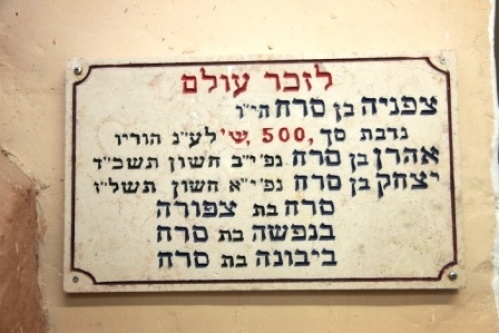 לזכר עולם
צפניה בן סרח הי"ו
נדבת סך 500, ש"י לע"נ הוריו
אהרן בן סרח נפ' י"ב חשון תשכ"ד
יצחק בן סרח נפ' י"א חשון תשל"ז
סרח בת צפורה
בנפשה בת סרח
ביבונה בת סרח